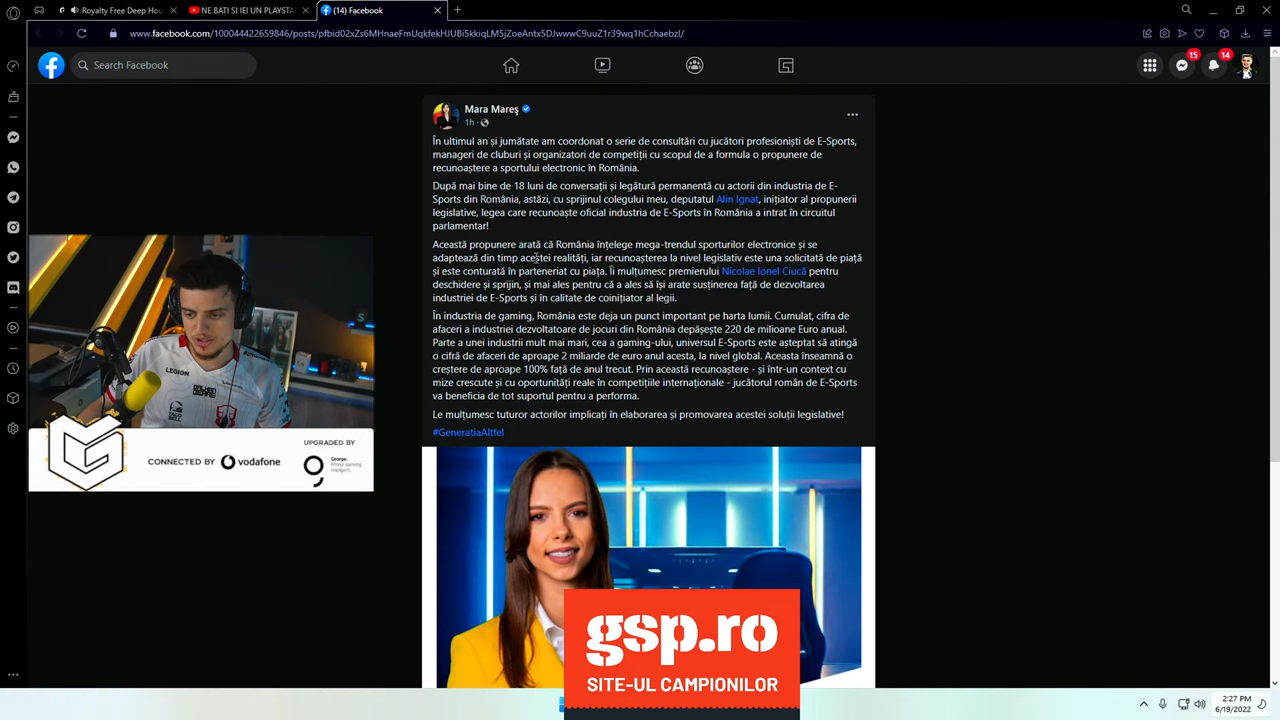 Royalty Free Deep Hou
NE BATI SI IEI UN PLAYSTA
(14) Facebook
www.facebook.com/100044422659846/posts/pfbid02xZs6MHnaeFmUqkfekHJUBi5kkiqLM5jZoeAntx5DJwwwC9uuZ1r39wq1hCchaebzl/
Search Facebook
15
14
Mara Mareș
1h
În ultimul an și jumătate am coordonat o serie de consultări cu jucători profesioniști de E-Sports,
manageri de cluburi și organizatori de competiții cu scopul de a formula o propunere de
recunoaștere a sportului electronic în România.
După mai bine de 18 luni de conversații și legătură permanentă cu actorii din industria de E-
Sports din România, astăzi, cu sprijinul colegului meu, deputatul Alin Ignat, inițiator al propunerii
legislative, legea care recunoaște oficial industria de E-Sports în România a intrat în circuitul
parlamentar!
Această propunere arată că România înțelege mega-trendul sporturilor electronice și se
adaptează din timp acestei realități, iar recunoașterea la nivel legislativ este una solicitată de piață
și este conturată în parteneriat cu piața. Îi mulțumesc premierului Nicolae Ionel Ciucă pentru
deschidere și sprijin, și mai ales pentru că a ales să își arate susținerea față de dezvoltarea
industriei de E-Sports și în calitate de coinițiator al legii.
În industria de gaming, România este deja un punct important pe harta lumii. Cumulat, cifra de
afaceri a industriei dezvoltatoare de jocuri din România depășește 220 de milioane Euro anual.
Parte a unei industrii mult mai mari, cea a gaming-ului, universul E-Sports este așteptat să atingă
o cifră de afaceri de aproape 2 miliarde de euro anul acesta, la nivel global. Aceasta înseamnă o
creștere de aproape 100% față de anul trecut. Prin această recunoaștere - și într-un context cu
mize crescute și cu oportunități reale în competițiile internaționale - jucătorul român de E-Sports
va beneficia de tot suportul pentru a performa.
Le mulțumesc tuturor actorilor implicați în elaborarea și promovarea acestei soluții legislative!
#GeneratiaAltfel
LEGION
TACO
BELL
CONNECTED BY vodafone
UPGRADED BY
George.
Primul banking
inteligent.
gsp.ro
SITE-UL CAMPIONILOR
2:27 PM
6/19/2022